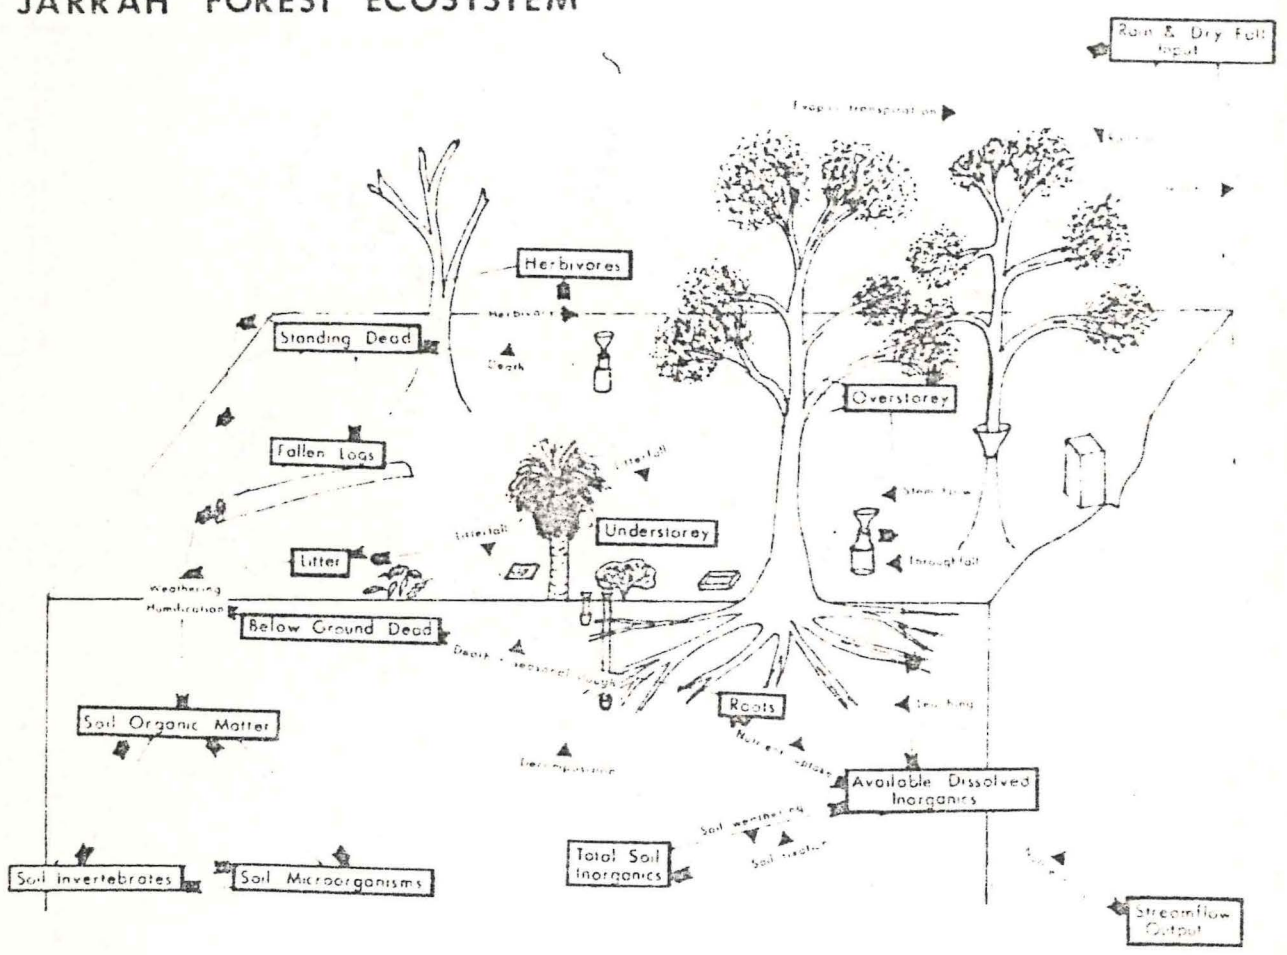 JARRAH FOREST ECOSYSTEM
Rain & Dry Fall
Input
Evapo-transpiration
Herbivores
Herbivory
Standing Dead
Death
Overstorey
Fallen Logs
Litterfall
Stem flow
Litterfall
Understorey
Litter
Throughfall
Weathering
Humification
Below Ground Dead
Death + seasonal
Roots
Leaching
Soil Organic Matter
Nutrient uptake
Decomposition
Available Dissolved
Inorganics
Soil weathering
Soil fixation
Total Soil
Inorganics
Soil Invertebrates
Soil Microorganisms
Streamflow
Output